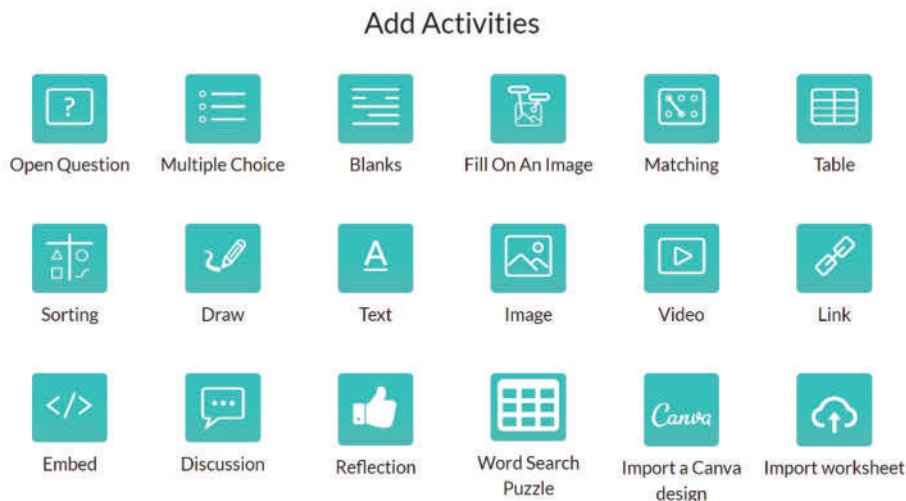 Add Activities
?
Open Question
Multiple Choice
Blanks
Fill On An Image
Matching
Table
A
Sorting
Draw
Text
Image
Video
Link
</>
Canva
Embed
Discussion
Reflection
Word Search
Puzzle
Import a Canva
design
Import worksheet